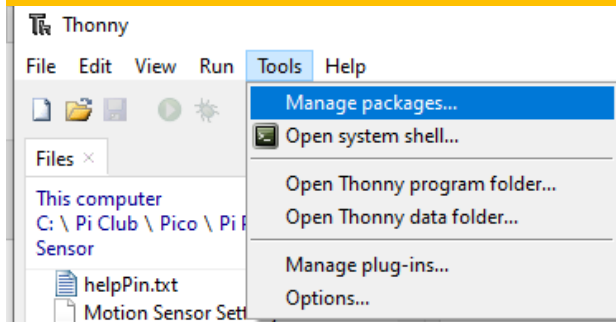 Thonny
File Edit View Run Tools Help
Manage packages...
Open system shell...
Files
Open Thonny program folder...
This computer
C: \ Pi Club \ Pico \ Pi
Open Thonny data folder...
Sensor
Manage plug-ins...
helpPin.txt
Options...
Motion Sensor